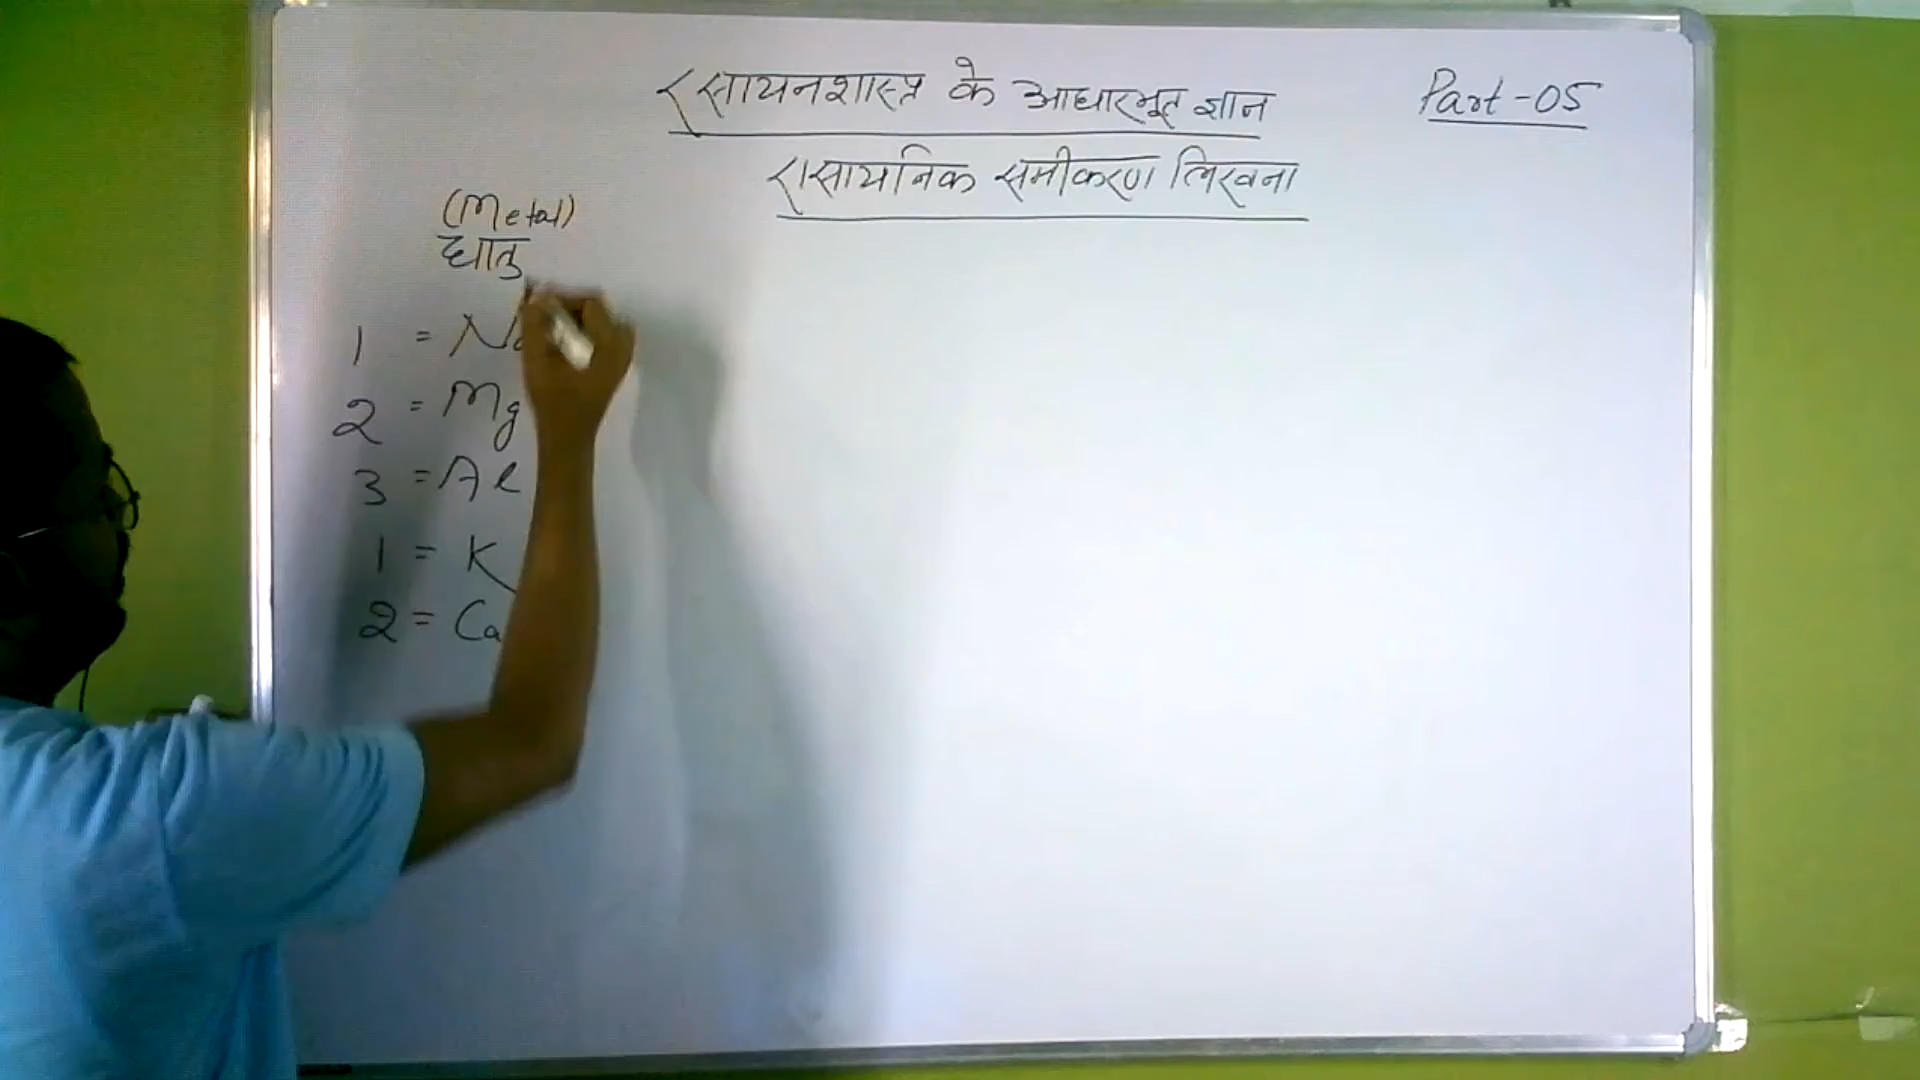 रसायनशास्त्र के आधारभूत ज्ञान
Part-05
रासायनिक समीकरण लिखना
(Metal)
धातु
1 = Na
2 = Mg
3 = Al
1 = K
2 = Ca